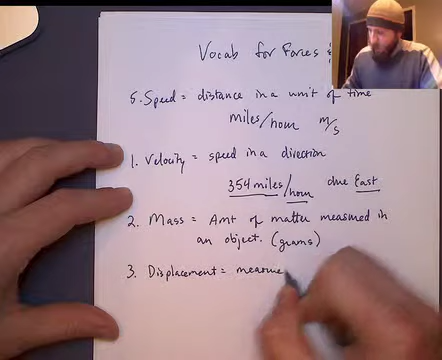 Vocab for Forces &
5. Speed = distance in a unit of time
miles/hour m/s
1. Velocity = speed in a direction
354 miles/hour due East
2. Mass = Amt of matter measured in
an object. (grams)
3. Displacement = measure